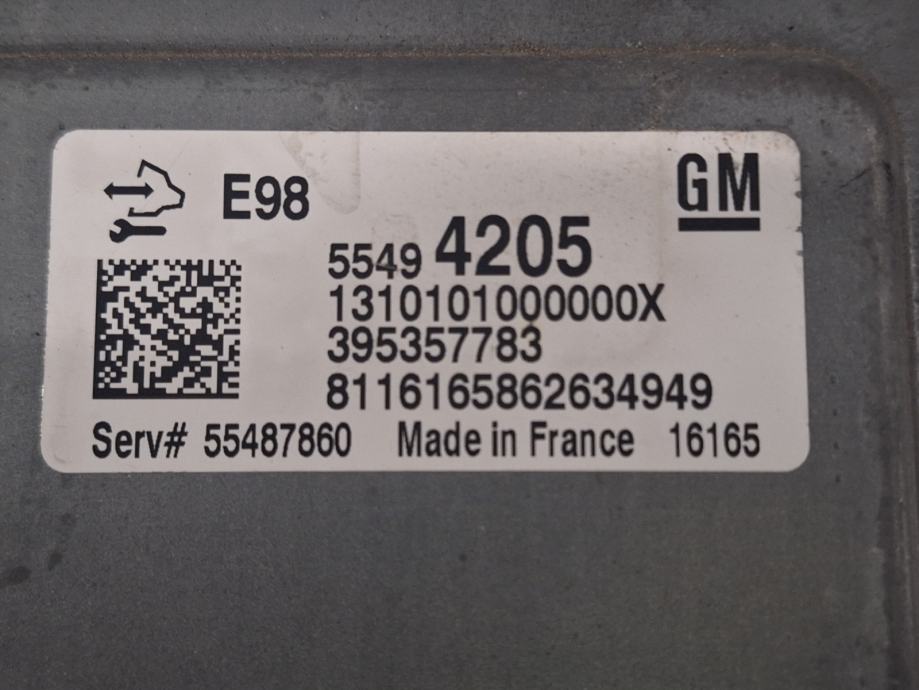 E98
GM
5549 4205
1310101000000X
395357783
8116165862634949
Serv# 55487860 Made in France 16165